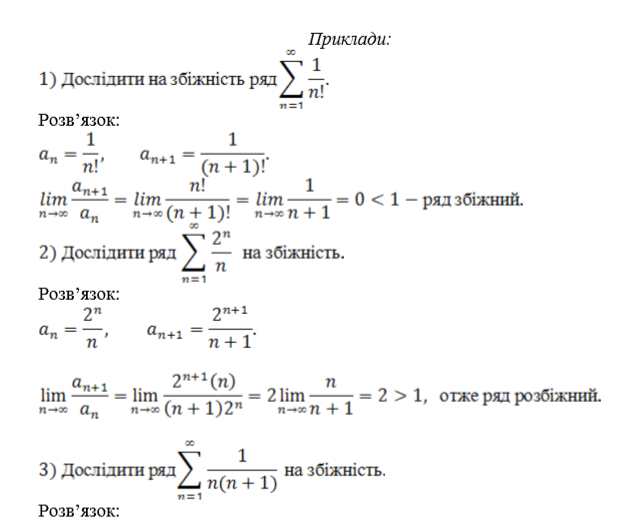 Приклади:
1) Дослідити на збіжність ряд ∑_{n=1}^{∞} 1/n!.
Розв’язок:
a_n = 1/n!, a_{n+1} = 1/(n + 1)!.
lim_{n→∞} a_{n+1}/a_n = lim_{n→∞} n!/(n + 1)! = lim_{n→∞} 1/(n + 1) = 0 < 1 − ряд збіжний.
2) Дослідити ряд ∑_{n=1}^{∞} 2^n/n на збіжність.
Розв’язок:
a_n = 2^n/n, a_{n+1} = 2^{n+1}/(n + 1).
lim_{n→∞} a_{n+1}/a_n = lim_{n→∞} 2^{n+1}(n)/((n + 1)2^n) = 2 lim_{n→∞} n/(n + 1) = 2 > 1, отже ряд розбіжний.
3) Дослідити ряд ∑_{n=1}^{∞} 1/(n(n + 1)) на збіжність.
Розв’язок: